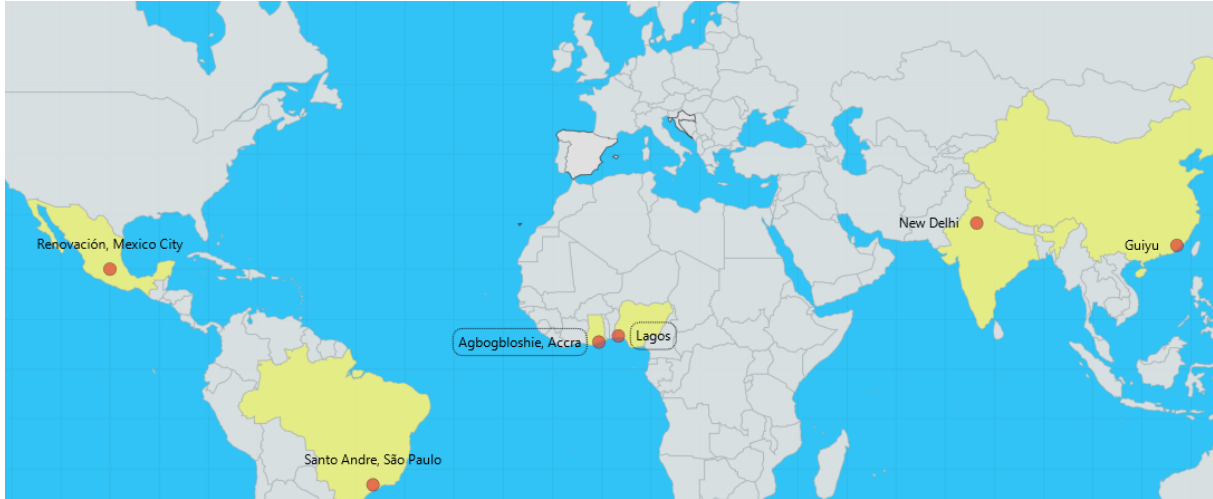 Renovación, Mexico City
New Delhi
Guiyu
Agbogbloshie, Accra
Lagos
Santo Andre, São Paulo